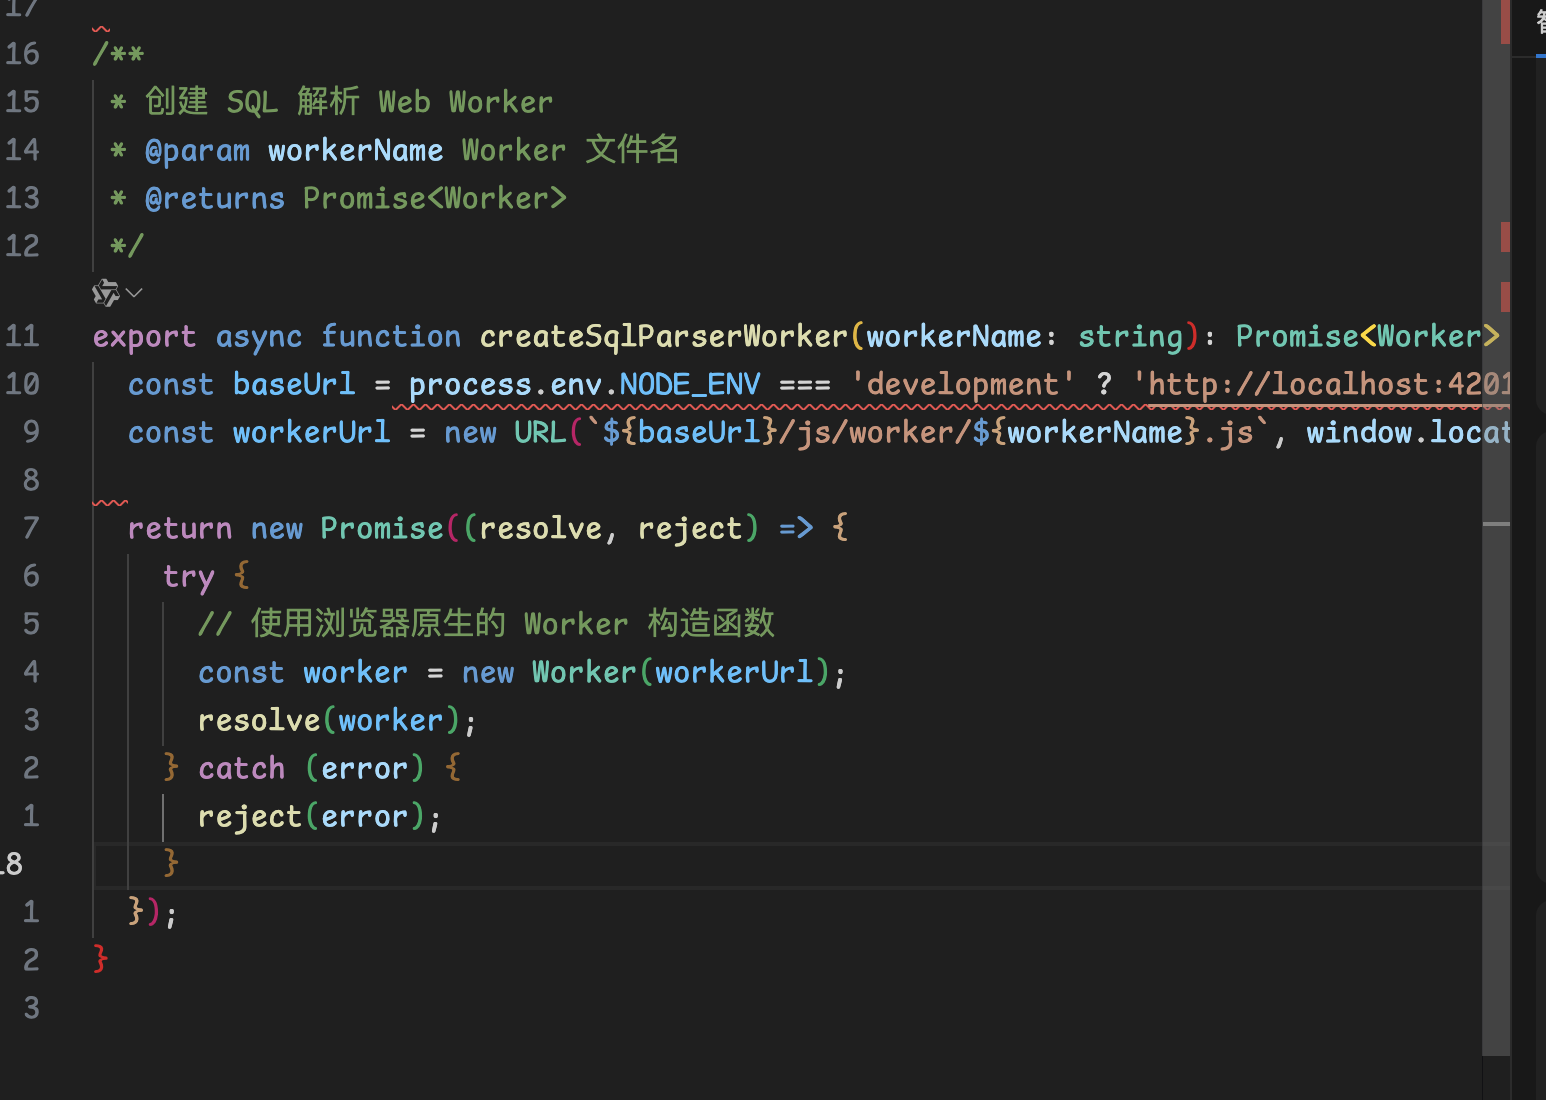 17
16 /**
15 * 创建 SQL 解析 Web Worker
14 * @param workerName Worker 文件名
13 * @returns Promise<Worker>
12 */
11 export async function createSqlParserWorker(workerName: string): Promise<Worker>
10 const baseUrl = process.env.NODE_ENV === 'development' ? 'http://localhost:4201
9 const workerUrl = new URL(`${baseUrl}/js/worker/${workerName}.js`, window.locat
8
7 return new Promise((resolve, reject) => {
6 try {
5 // 使用浏览器原生的 Worker 构造函数
4 const worker = new Worker(workerUrl);
3 resolve(worker);
2 } catch (error) {
1 reject(error);
18 }
1 });
2 }
3